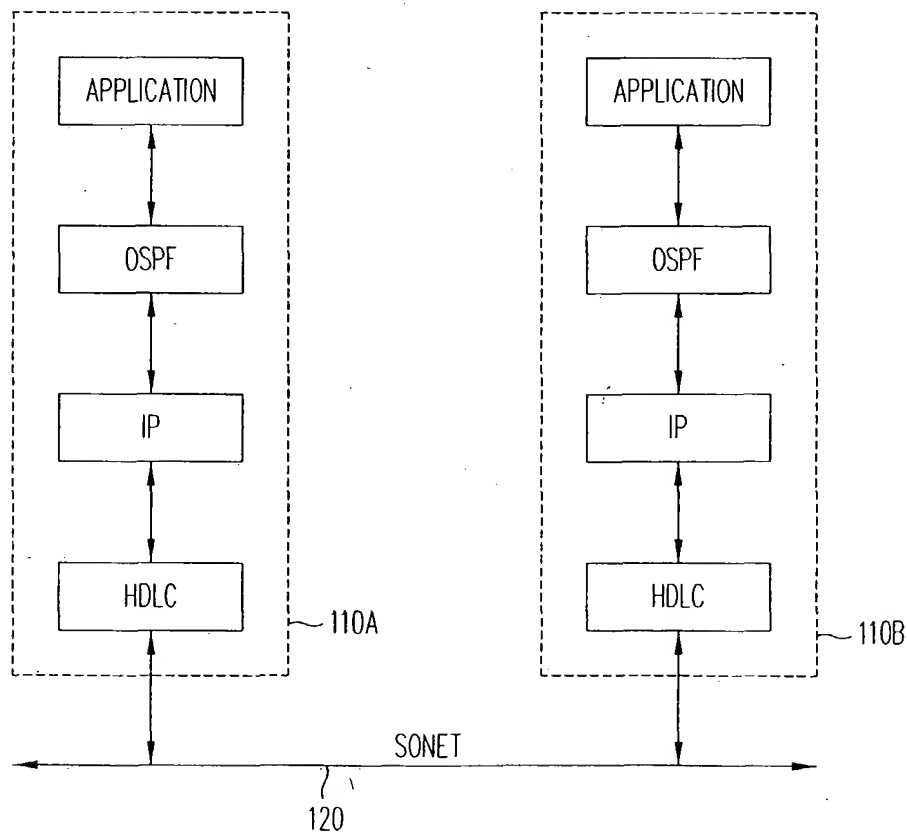 APPLICATION
APPLICATION
OSPF
OSPF
IP
IP
HDLC
HDLC
110A
110B
SONET
120